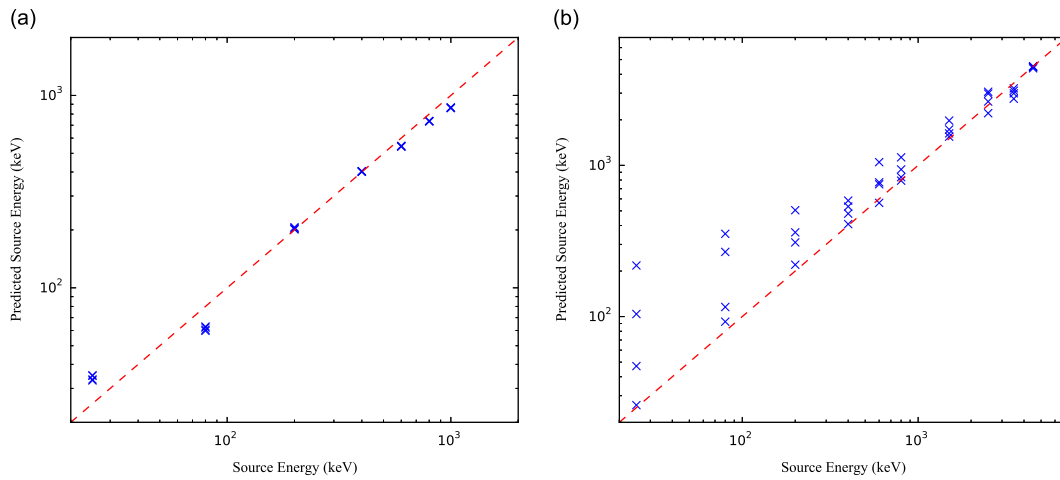 (a)
(b)
Predicted Source Energy (keV)
10³
10²
10²
10³
Source Energy (keV)
Predicted Source Energy (keV)
10³
10²
10²
10³
Source Energy (keV)